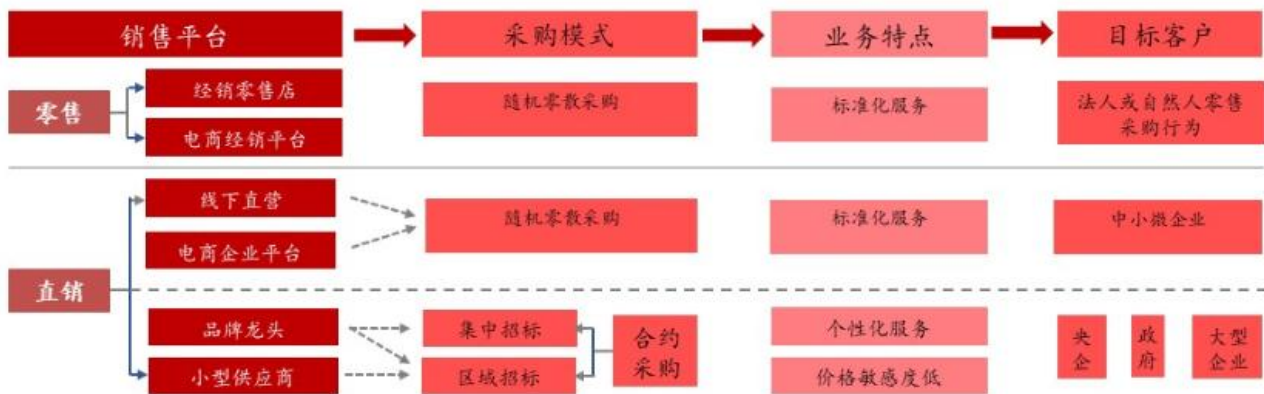 销售平台
采购模式
业务特点
目标客户
零售
经销零售店
电商经销平台
随机零散采购
标准化服务
法人或自然人零售
采购行为
直销
线下直营
电商企业平台
随机零散采购
标准化服务
中小微企业
品牌龙头
小型供应商
集中招标
区域招标
合约
采购
个性化服务
价格敏感度低
央
企
政
府
大型
企业